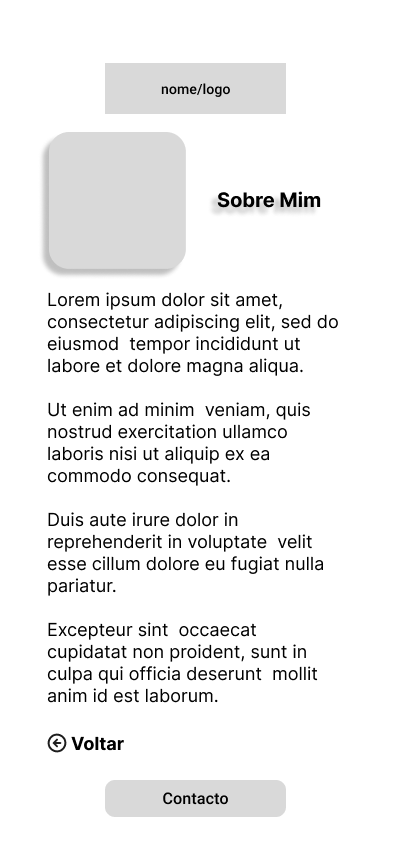 nome/logo
Sobre Mim
Lorem ipsum dolor sit amet,
consectetur adipiscing elit, sed do
eiusmod  tempor incididunt ut
labore et dolore magna aliqua.
Ut enim ad minim  veniam, quis
nostrud exercitation ullamco
laboris nisi ut aliquip ex ea
commodo consequat.
Duis aute irure dolor in
reprehenderit in voluptate  velit
esse cillum dolore eu fugiat nulla
pariatur.
Excepteur sint  occaecat
cupidatat non proident, sunt in
culpa qui officia deserunt  mollit
anim id est laborum.
Voltar
Contacto